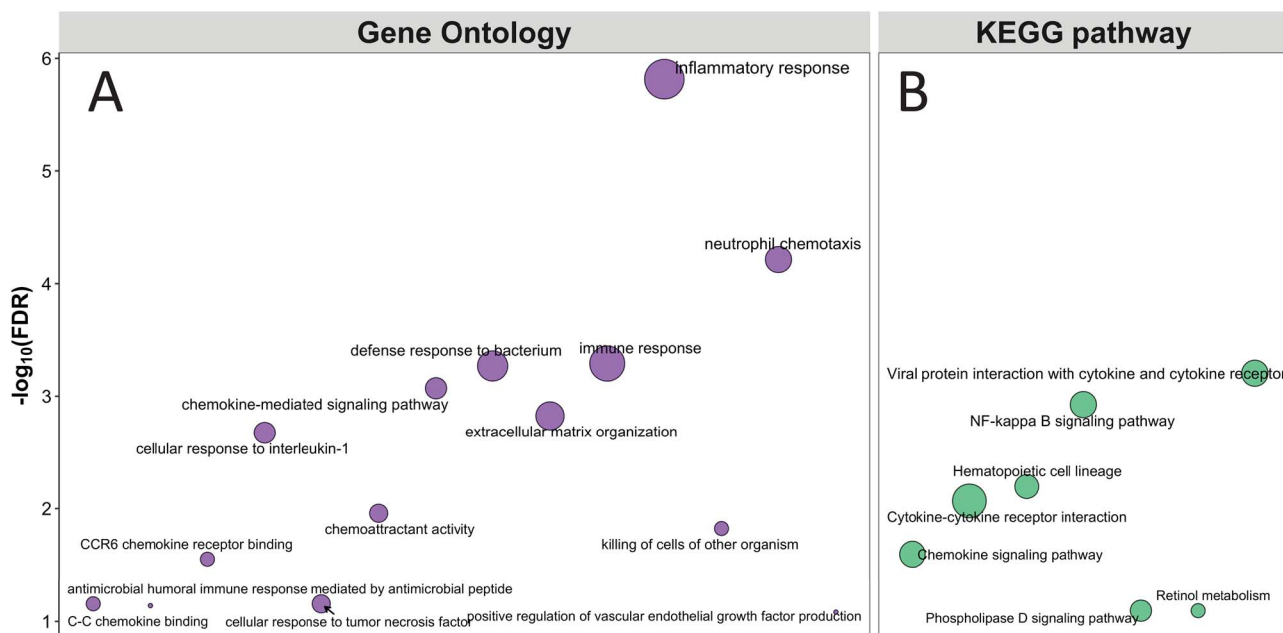 Gene Ontology
KEGG pathway
A
B
-log10(FDR)
6
5
4
3
2
1
inflammatory response
neutrophil chemotaxis
defense response to bacterium
immune response
chemokine-mediated signaling pathway
extracellular matrix organization
cellular response to interleukin-1
chemoattractant activity
killing of cells of other organism
CCR6 chemokine receptor binding
antimicrobial humoral immune response mediated by antimicrobial peptide
C-C chemokine binding
cellular response to tumor necrosis factor
positive regulation of vascular endothelial growth factor production
Viral protein interaction with cytokine and cytokine receptor
NF-kappa B signaling pathway
Hematopoietic cell lineage
Cytokine-cytokine receptor interaction
Chemokine signaling pathway
Retinol metabolism
Phospholipase D signaling pathway